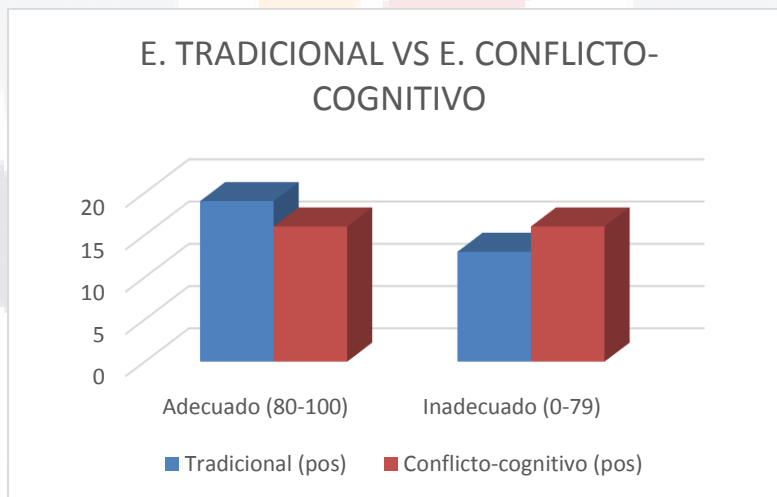 E. TRADICIONAL VS E. CONFLICTO-
COGNITIVO
20
15
10
5
0
Adecuado (80-100) Inadecuado (0-79)
Tradicional (pos) Conflicto-cognitivo (pos)